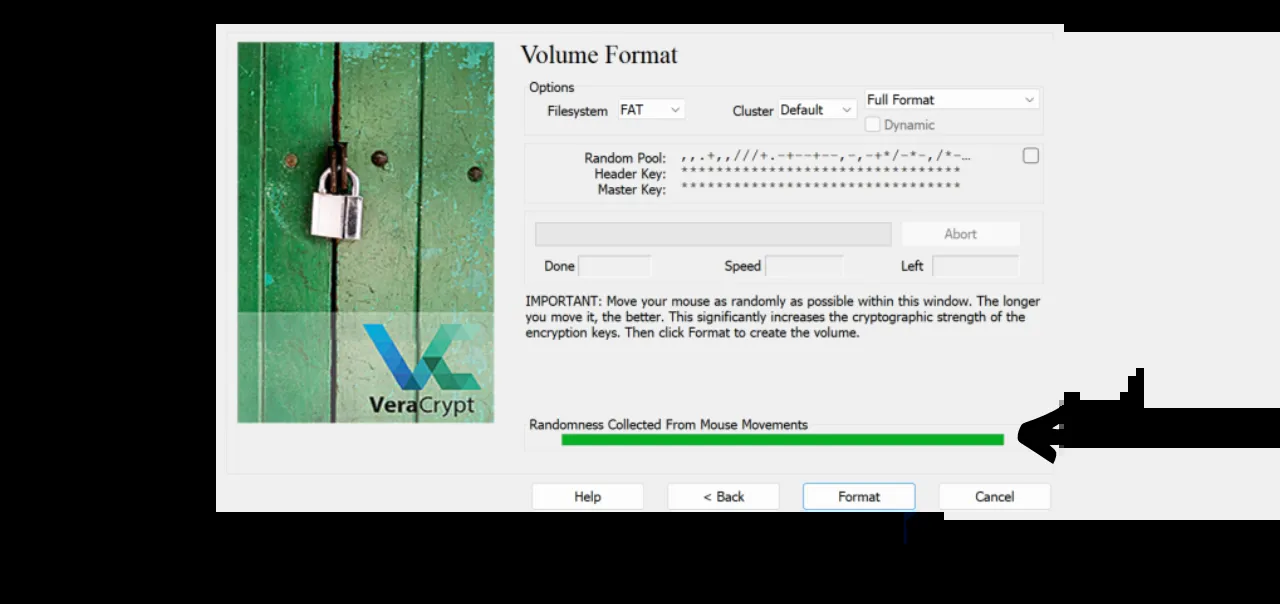 Volume Format
Options
Filesystem FAT Cluster Default Full Format
Dynamic
Random Pool: ,,.+,,///+.-+--+--,-,-+*/-*-,/*-...
Header Key: ********************************
Master Key: ********************************
Abort
Done Speed Left
IMPORTANT: Move your mouse as randomly as possible within this window. The longer
you move it, the better. This significantly increases the cryptographic strength of the
encryption keys. Then click Format to create the volume.
VeraCrypt
Randomness Collected From Mouse Movements
Help < Back Format Cancel